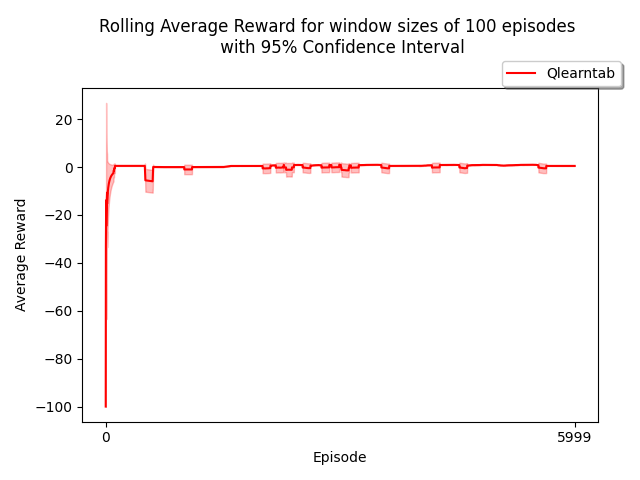 Rolling Average Reward for window sizes of 100 episodes
with 95% Confidence Interval
Qlearntab
20
0
−20
−40
−60
−80
−100
Average Reward
0
5999
Episode